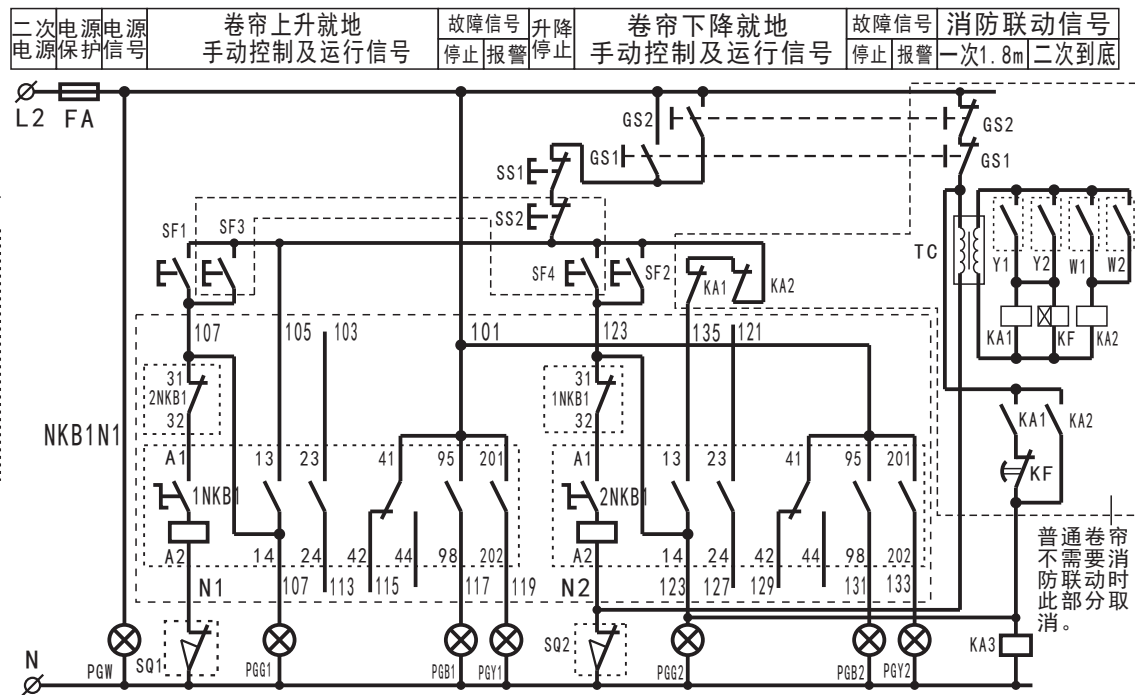 二次电源
电源保护
电源信号
卷帘上升就地
手动控制及运行信号
故障信号
停止 报警
升降停止
卷帘下降就地
手动控制及运行信号
故障信号
停止 报警
消防联动信号
一次1.8m 二次到底
L2 FA
GS2 GS2
GS1 GS1
SS1
SS2
SF1 SF3
SF4 SF2
KA1 KA2
TC
Y1 Y2 W1 W2
KA1 KF KA2
107 105 103 101 123 135 121
31
2NKB1
32
31
1NKB1
32
NKB1N1
KA1 KA2
KF
A1 13 23 41 95 201
A1 13 23 41 95 201
1NKB1
2NKB1
A2 14 24 42 44 98 202
A2 14 24 42 44 98 202
N1 107 113 115 117 119
N2 123 127 129 131 133
普通卷帘
不需要消
防联动时
此部分取
消。
N
PGW SQ1 PGG1 PGB1 PGY1 SQ2 PGG2 PGB2 PGY2 KA3